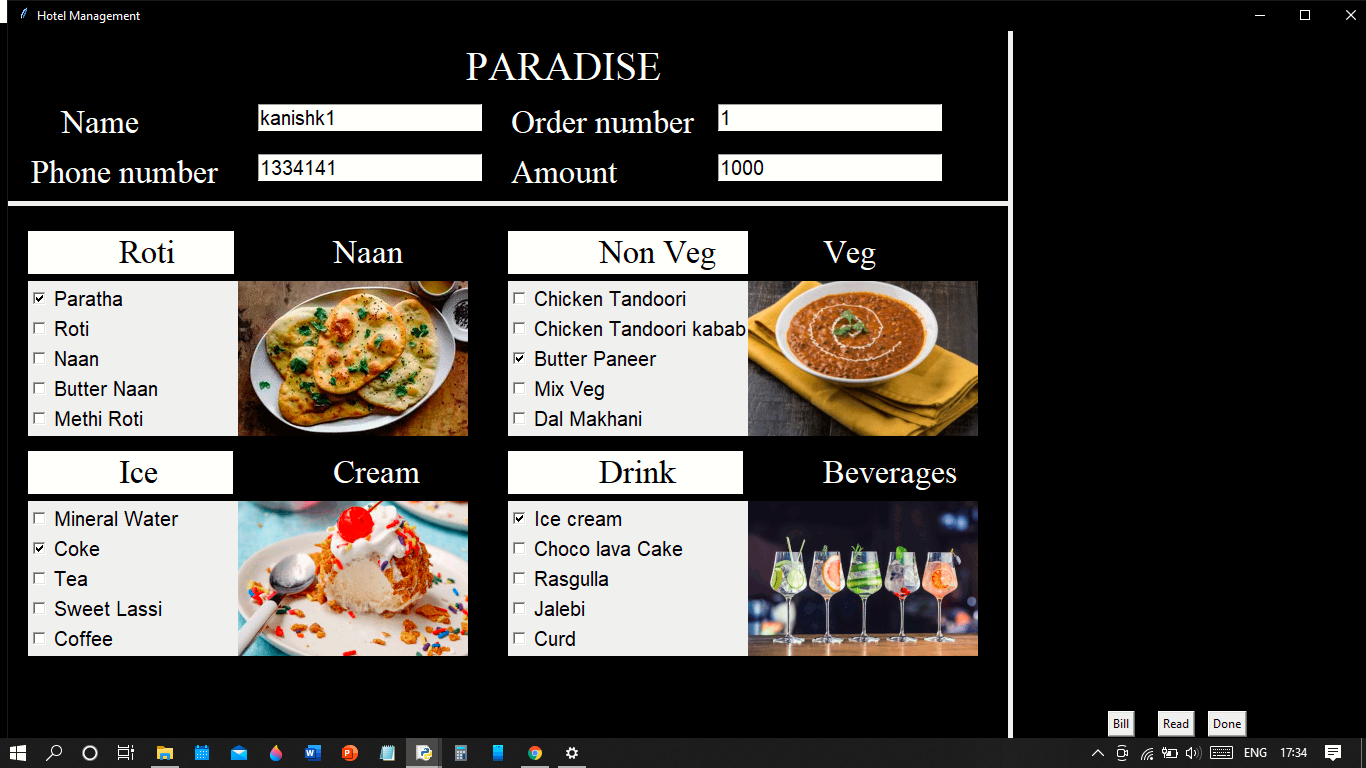 Hotel Management
PARADISE
Name kanishk1 Order number 1
Phone number 1334141 Amount 1000
Roti Naan Non Veg Veg
Paratha
Roti
Naan
Butter Naan
Methi Roti
Chicken Tandoori
Chicken Tandoori kabab
Butter Paneer
Mix Veg
Dal Makhani
Ice Cream Drink Beverages
Mineral Water
Coke
Tea
Sweet Lassi
Coffee
Ice cream
Choco lava Cake
Rasgulla
Jalebi
Curd
Bill Read Done
ENG 17:34